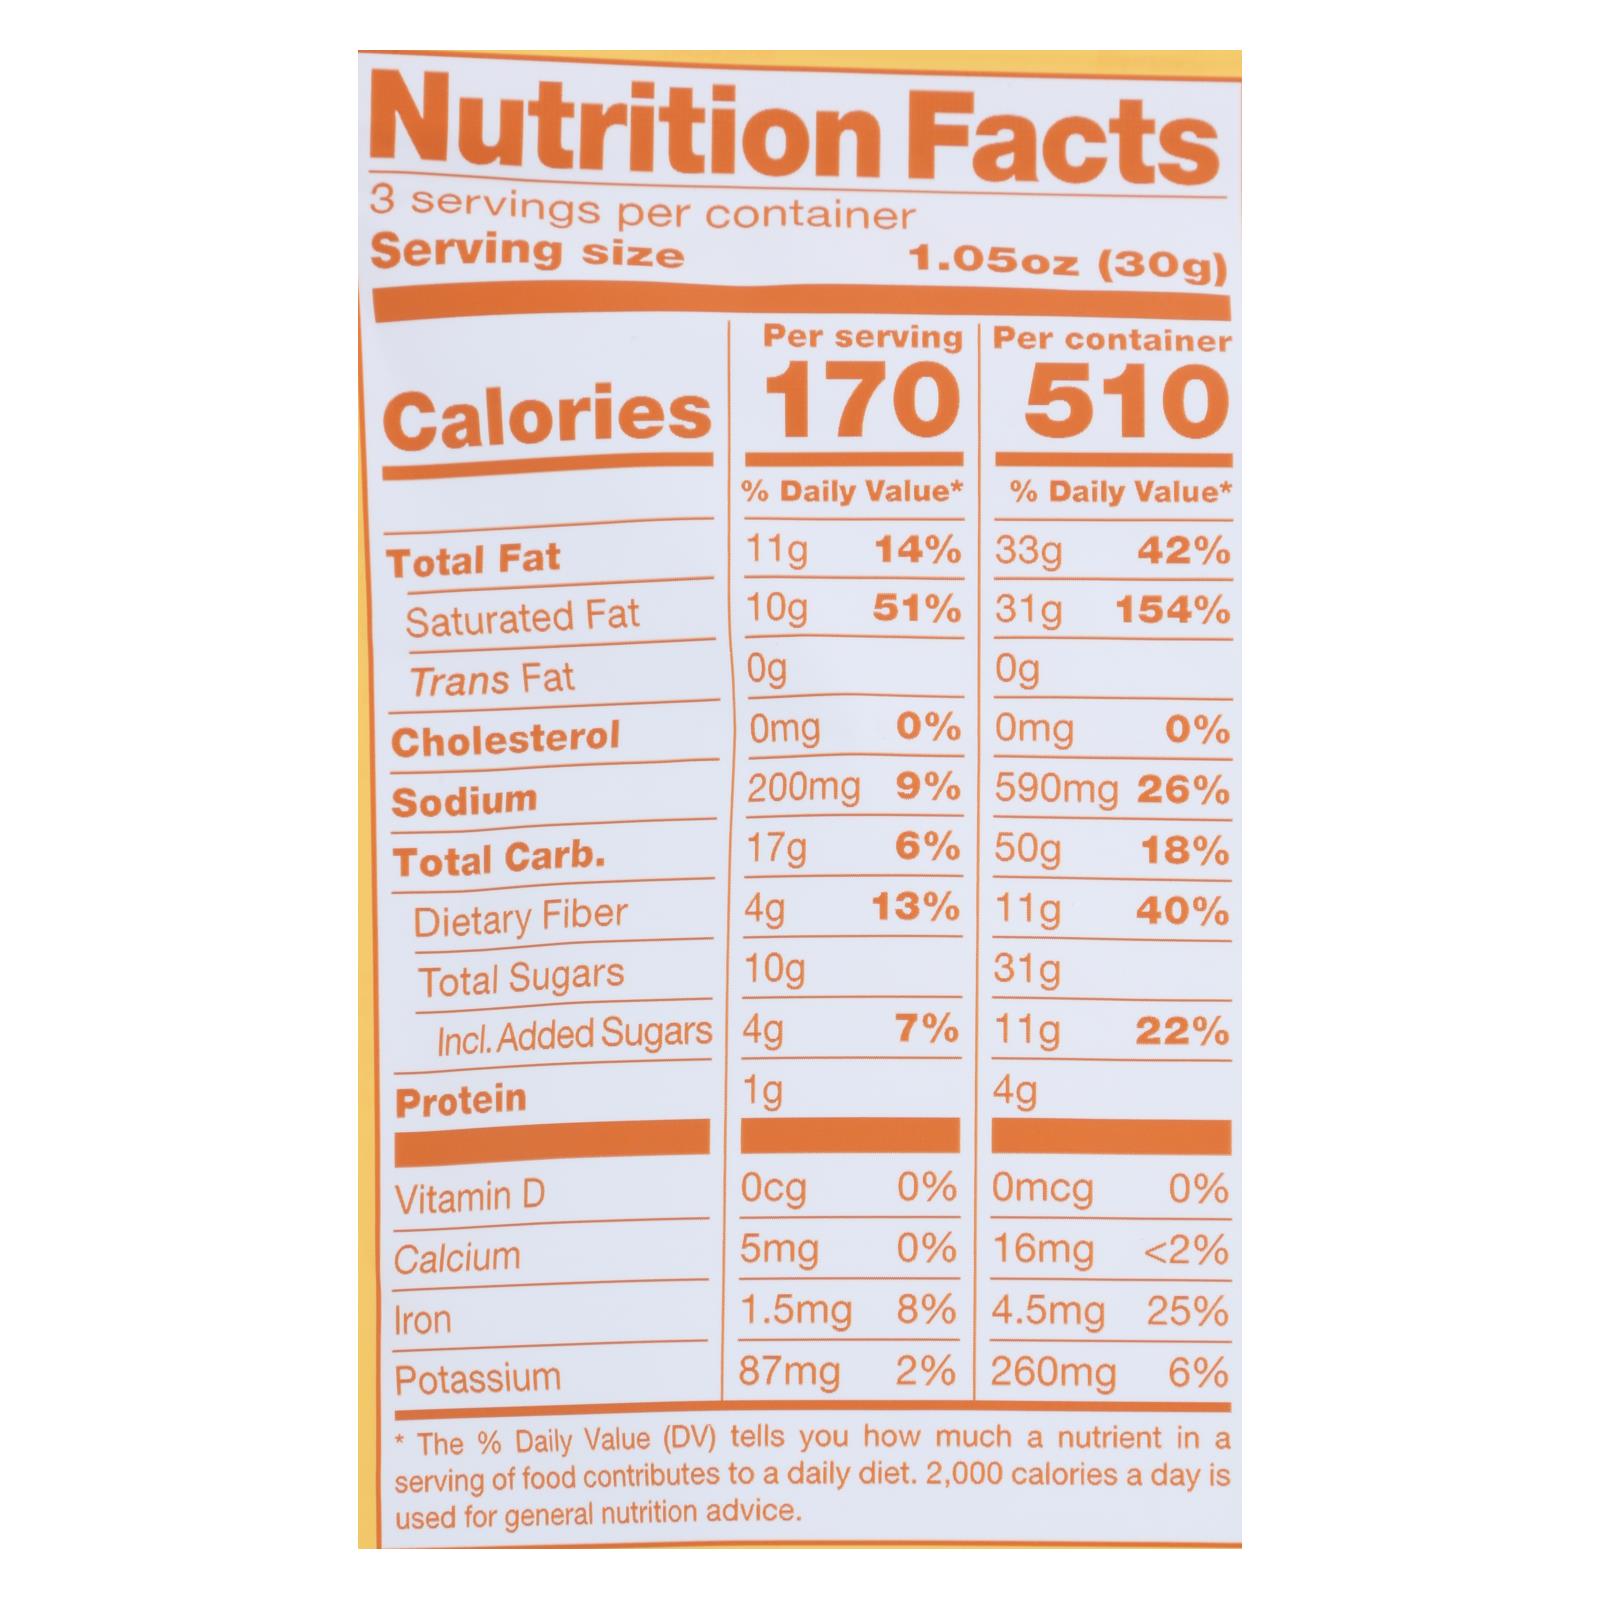 Nutrition Facts
3 servings per container
Serving size 1.05oz (30g)
Per serving Per container
Calories 170 510
% Daily Value* % Daily Value*
Total Fat 11g 14% 33g 42%
Saturated Fat 10g 51% 31g 154%
Trans Fat 0g 0g
Cholesterol 0mg 0% 0mg 0%
Sodium 200mg 9% 590mg 26%
Total Carb. 17g 6% 50g 18%
Dietary Fiber 4g 13% 11g 40%
Total Sugars 10g 31g
Incl. Added Sugars 4g 7% 11g 22%
Protein 1g 4g
Vitamin D 0cg 0% 0mcg 0%
Calcium 5mg 0% 16mg <2%
Iron 1.5mg 8% 4.5mg 25%
Potassium 87mg 2% 260mg 6%
* The % Daily Value (DV) tells you how much a nutrient in a
serving of food contributes to a daily diet. 2,000 calories a day is
used for general nutrition advice.